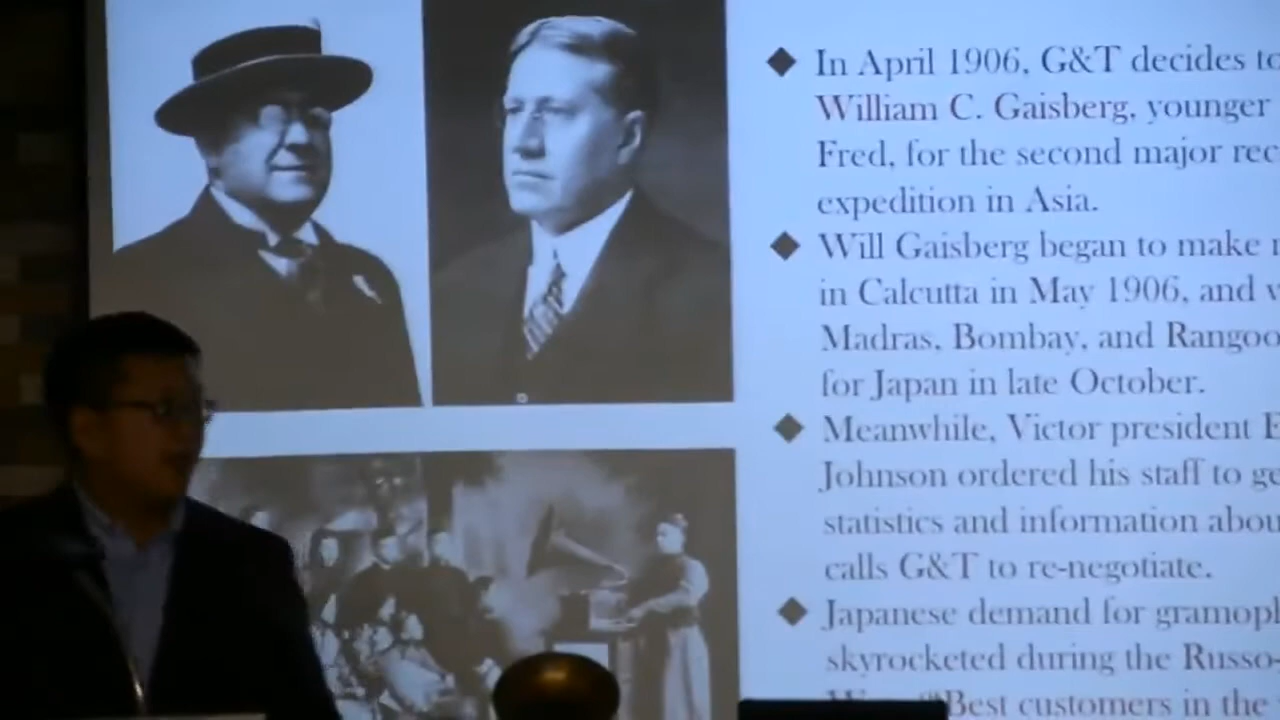 In April 1906, G&T decides to
William C. Gaisberg, younger
Fred, for the second major rec
expedition in Asia.
Will Gaisberg began to make
in Calcutta in May 1906, and
Madras, Bombay, and Rangoo
for Japan in late October.
Meanwhile, Victor president E
Johnson ordered his staff to ge
statistics and information abou
calls G&T to re-negotiate.
Japanese demand for gramoph
skyrocketed during the Russo-
"Best customers in the